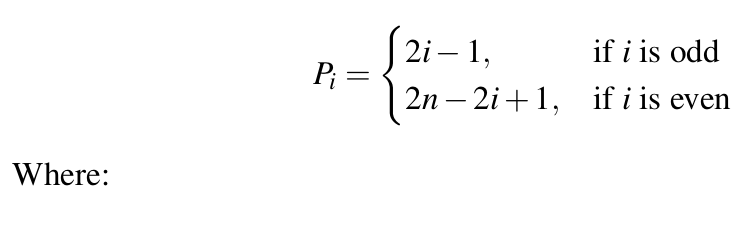 P_i = { 2i − 1, if i is odd
2n − 2i + 1, if i is even
Where: